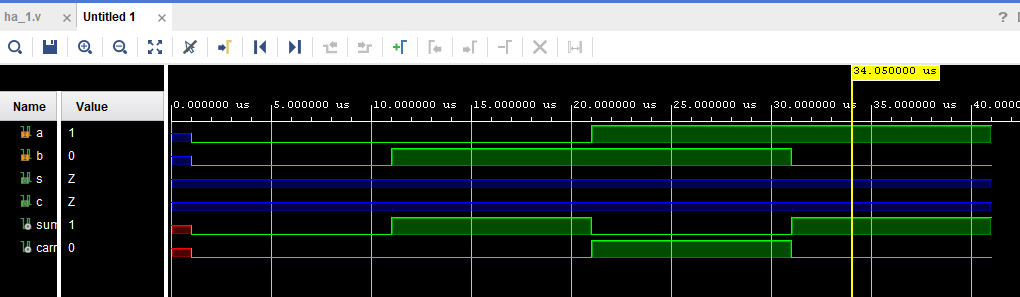 ha_1.v × Untitled 1 × ?
34.050000 us
Name Value
0.000000 us 5.000000 us 10.000000 us 15.000000 us 20.000000 us 25.000000 us 30.000000 us 35.000000 us 40.0000
a 1
b 0
s Z
c Z
sum 1
carr 0